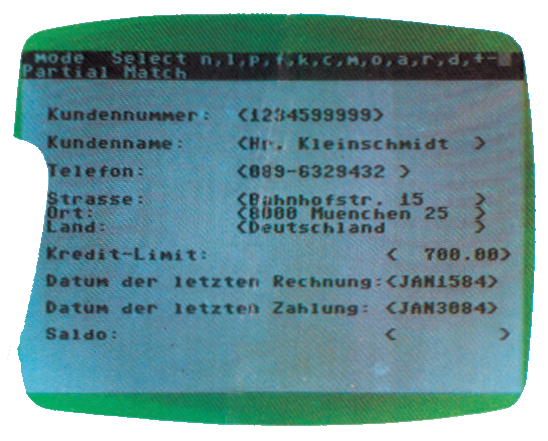 mode Select n,l,p,f,k,c,m,o,a,r,d,+-
Partial Match
Kundennummer: <1234599999>
Kundenname: <Hr. Kleinschmidt >
Telefon: <089-6329432 >
Strasse: <Bahnhofstr. 15 >
Ort: <8000 Muenchen 25 >
Land: <Deutschland >
Kredit-Limit: < 700.00>
Datum der letzten Rechnung:<JAN1584>
Datum der letzten Zahlung: <JAN3084>
Saldo: < >